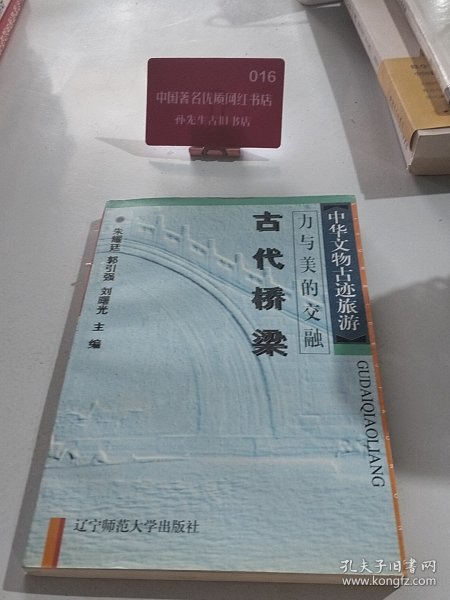 016
中国著名优质网红书店
孙先生古旧书店
【中华文物古迹旅游】
力与美的交融
古代桥梁
朱耀廷 郭引强 刘曙光 主编
GUDAIQIAOLIANG
辽宁师范大学出版社
孔夫子旧书网
www.kongfz.com